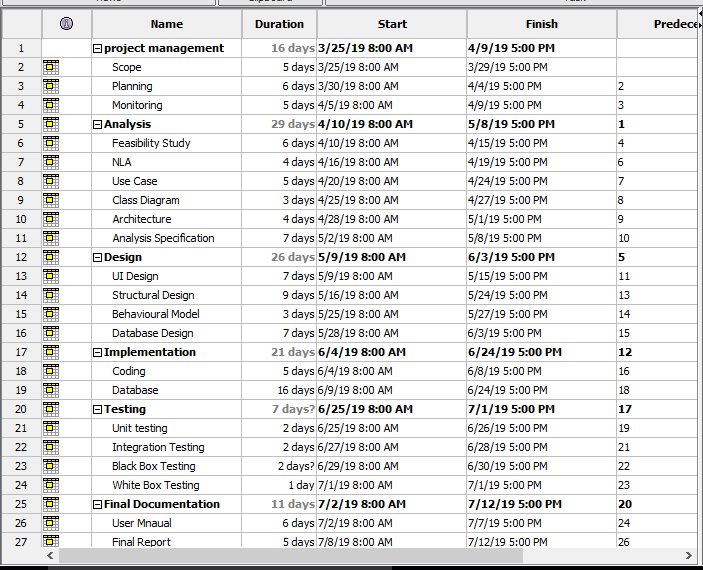 Name Duration Start Finish Predece
1 project management 16 days 3/25/19 8:00 AM 4/9/19 5:00 PM
2 Scope 5 days 3/25/19 8:00 AM 3/29/19 5:00 PM
3 Planning 6 days 3/30/19 8:00 AM 4/4/19 5:00 PM 2
4 Monitoring 5 days 4/5/19 8:00 AM 4/9/19 5:00 PM 3
5 Analysis 29 days 4/10/19 8:00 AM 5/8/19 5:00 PM 1
6 Feasibility Study 6 days 4/10/19 8:00 AM 4/15/19 5:00 PM 4
7 NLA 4 days 4/16/19 8:00 AM 4/19/19 5:00 PM 6
8 Use Case 5 days 4/20/19 8:00 AM 4/24/19 5:00 PM 7
9 Class Diagram 3 days 4/25/19 8:00 AM 4/27/19 5:00 PM 8
10 Architecture 4 days 4/28/19 8:00 AM 5/1/19 5:00 PM 9
11 Analysis Specification 7 days 5/2/19 8:00 AM 5/8/19 5:00 PM 10
12 Design 26 days 5/9/19 8:00 AM 6/3/19 5:00 PM 5
13 UI Design 7 days 5/9/19 8:00 AM 5/15/19 5:00 PM 11
14 Structural Design 9 days 5/16/19 8:00 AM 5/24/19 5:00 PM 13
15 Behavioural Model 3 days 5/25/19 8:00 AM 5/27/19 5:00 PM 14
16 Database Design 7 days 5/28/19 8:00 AM 6/3/19 5:00 PM 15
17 Implementation 21 days 6/4/19 8:00 AM 6/24/19 5:00 PM 12
18 Coding 5 days 6/4/19 8:00 AM 6/8/19 5:00 PM 16
19 Database 16 days 6/9/19 8:00 AM 6/24/19 5:00 PM 18
20 Testing 7 days? 6/25/19 8:00 AM 7/1/19 5:00 PM 17
21 Unit testing 2 days 6/25/19 8:00 AM 6/26/19 5:00 PM 19
22 Integration Testing 2 days 6/27/19 8:00 AM 6/28/19 5:00 PM 21
23 Black Box Testing 2 days? 6/29/19 8:00 AM 6/30/19 5:00 PM 22
24 White Box Testing 1 day 7/1/19 8:00 AM 7/1/19 5:00 PM 23
25 Final Documentation 11 days 7/2/19 8:00 AM 7/12/19 5:00 PM 20
26 User Mnaual 6 days 7/2/19 8:00 AM 7/7/19 5:00 PM 24
27 Final Report 5 days 7/8/19 8:00 AM 7/12/19 5:00 PM 26